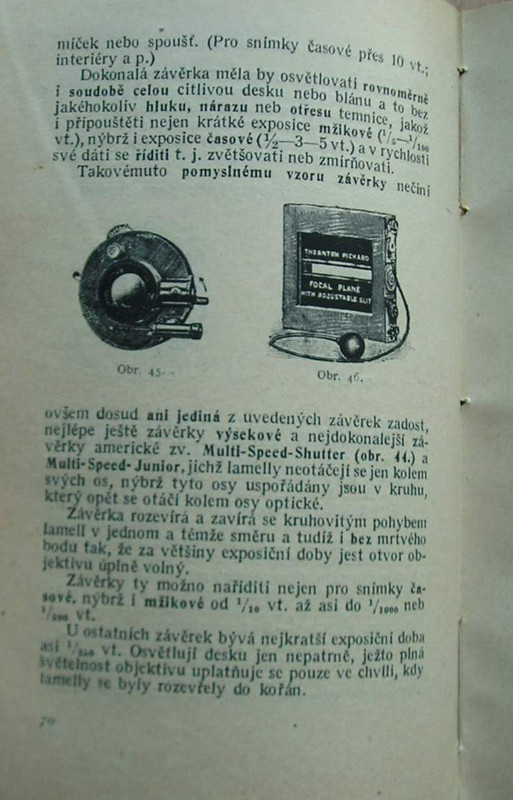 míček nebo spoušť. (Pro snímky časové přes 10 vt.;
interiéry a p.)
Dokonalá závěrka měla by osvětlovati rovnoměrně
i soudobě celou citlivou desku nebo blánu a to bez
jakéhokoliv hluku, nárazu neb otřesu temnice, jakož
i připouštěti nejen krátké exposice mžikové (1/5—1/100
vt.), nýbrž i exposice časové (1/2—3—5 vt.) a v rychlosti
své dáti se říditi t. j. zvětšovati neb zmírňovati.
Takovémuto pomyslnému vzoru závěrky nečiní
THORNTON PICKARD
FOCAL PLANE
WITH ADJUSTABLE SLIT
Obr. 45.
Obr. 46.
ovšem dosud ani jediná z uvedených závěrek zadost,
nejlépe ještě závěrky výsekové a nejdokonalejší zá-
věrky americké zv. Multi-Speed-Shutter (obr. 44.) a
Multi-Speed-Junior, jichž lamelly neotáčejí se jen kolem
svých os, nýbrž tyto osy uspořádány jsou v kruhu,
který opět se otáčí kolem osy optické.
Závěrka rozevírá a zavírá se kruhovitým pohybem
lamell v jednom a témže směru a tudíž i bez mrtvého
bodu tak, že za většiny exposiční doby jest otvor ob-
jektivu úplně volný.
Závěrky ty možno naříditi nejen pro snímky ča-
sové, nýbrž i mžikové od 1/10 vt. až asi do 1/1000 neb
vt.
U ostatních závěrek bývá nejkratší exposiční doba
asi 1/250 vt. Osvětlují desku jen nepatrně, ježto plná
světelnost objektivu uplatňuje se pouze ve chvíli, kdy
lamelly se byly rozevřely do kořán.
70